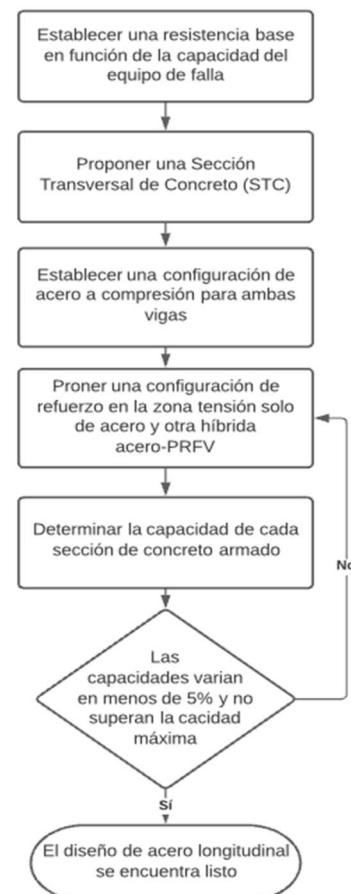 Establecer una resistencia base
en función de la capacidad del
equipo de falla
Proponer una Sección
Transversal de Concreto (STC)
Establecer una configuración de
acero a compresión para ambas
vigas
Proner una configuración de
refuerzo en la zona tensión solo
de acero y otra híbrida
acero-PRFV
Determinar la capacidad de cada
sección de concreto armado
No
Las
capacidades varian
en menos de 5% y no
superan la cacidad
máxima
Sí
El diseño de acero longitudinal
se encuentra listo